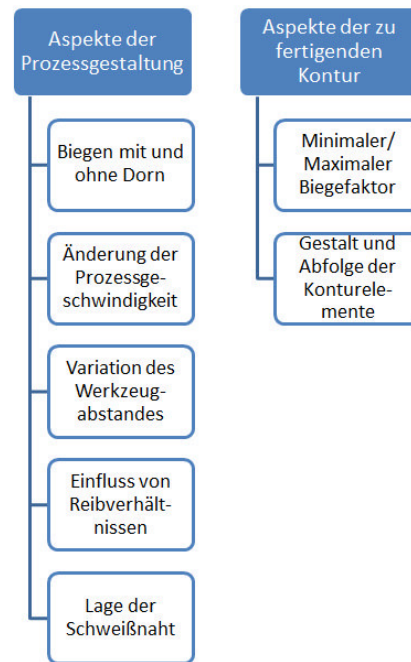 Aspekte der
Prozessgestaltung
Biegen mit und
ohne Dorn
Änderung der
Prozessge-
schwindigkeit
Variation des
Werkzeug-
abstandes
Einfluss von
Reibverhält-
nissen
Lage der
Schweißnaht
Aspekte der zu
fertigenden
Kontur
Minimaler/
Maximaler
Biegefaktor
Gestalt und
Abfolge der
Konturele-
mente